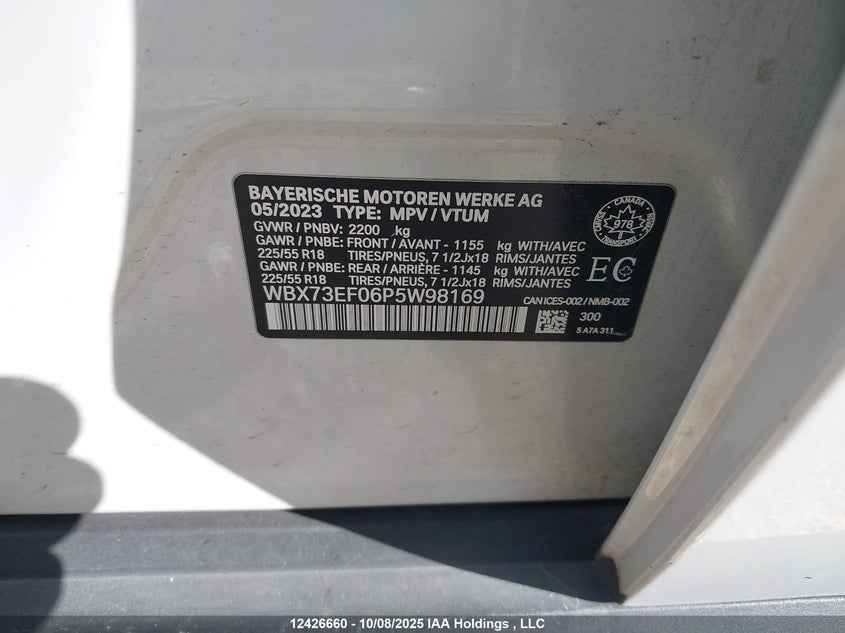 BAYERISCHE MOTOREN WERKE AG
05/2023 TYPE: MPV / VTUM
GVWR / PNBV: 2200 kg
GAWR / PNBE: FRONT / AVANT - 1155 kg WITH/AVEC
225/55 R18 TIRES/PNEUS, 7 1/2Jx18 RIMS/JANTES
GAWR / PNBE: REAR / ARRIÈRE - 1145 kg WITH/AVEC
225/55 R18 TIRES/PNEUS, 7 1/2Jx18 RIMS/JANTES
WBX73EF06P5W98169
CANADA
978
TRANSPORT
EC
CAN ICES-002 / NMB-002
300
5 A7A 311
12426660 - 10/08/2025 IAA Holdings , LLC